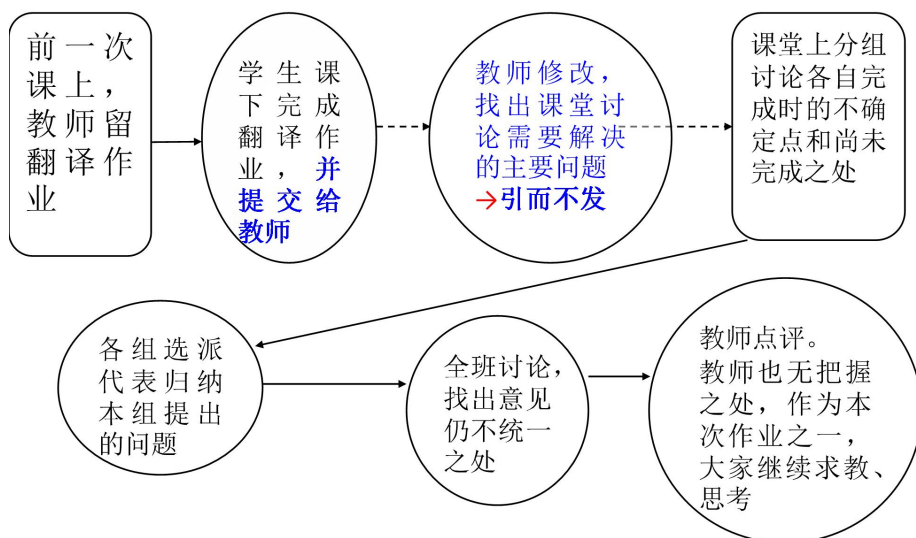 前一次
课上，
教师留
翻译作
业
学生课
下完成
翻译作
业，并
提交给
教师
教师修改，
找出课堂讨
论需要解决
的主要问题
→引而不发
课堂上分组
讨论各自完
成时的不确
定点和尚未
完成之处
各组选派
代表归纳
本组提出
的问题
全班讨论，
找出意见
仍不统一
之处
教师点评。
教师也无把握
之处，作为本
次作业之一，
大家继续求教、
思考